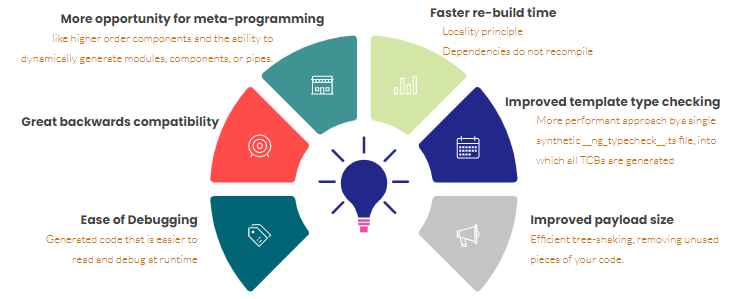 More opportunity for meta-programming
like higher order components and the ability to
dynamically generate modules, components, or pipes.
Great backwards compatibility
Ease of Debugging
Generated code that is easier to
read and debug at runtime
Faster re-build time
Locality principle
Dependencies do not recompile
Improved template type checking
More performant approach bya single
synthetic __ng_typecheck__.ts file, into
which all TCBs are generated
Improved payload size
Efficient tree-shaking, removing unused
pieces of your code.